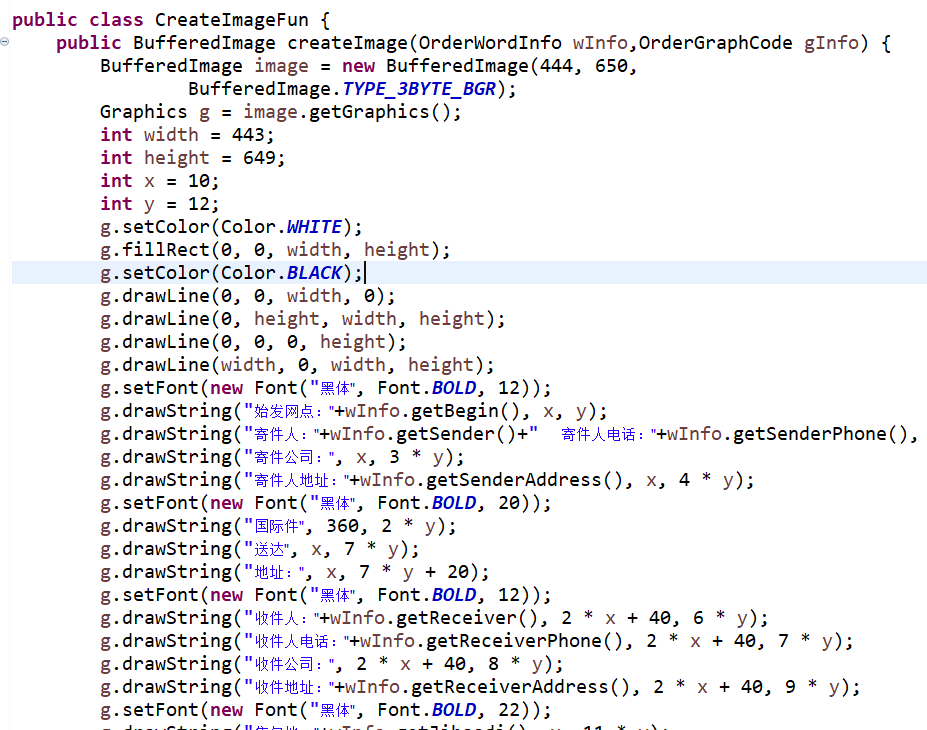 public class CreateImageFun {
public BufferedImage createImage(OrderWordInfo wInfo,OrderGraphCode gInfo) {
BufferedImage image = new BufferedImage(444, 650,
BufferedImage.TYPE_3BYTE_BGR);
Graphics g = image.getGraphics();
int width = 443;
int height = 649;
int x = 10;
int y = 12;
g.setColor(Color.WHITE);
g.fillRect(0, 0, width, height);
g.setColor(Color.BLACK);
g.drawLine(0, 0, width, 0);
g.drawLine(0, height, width, height);
g.drawLine(0, 0, 0, height);
g.drawLine(width, 0, width, height);
g.setFont(new Font("黑体", Font.BOLD, 12));
g.drawString("始发网点："+wInfo.getBegin(), x, y);
g.drawString("寄件人："+wInfo.getSender()+"  寄件人电话："+wInfo.getSenderPhone(),
g.drawString("寄件公司：", x, 3 * y);
g.drawString("寄件人地址："+wInfo.getSenderAddress(), x, 4 * y);
g.setFont(new Font("黑体", Font.BOLD, 20));
g.drawString("国际件", 360, 2 * y);
g.drawString("送达", x, 7 * y);
g.drawString("地址：", x, 7 * y + 20);
g.setFont(new Font("黑体", Font.BOLD, 12));
g.drawString("收件人："+wInfo.getReceiver(), 2 * x + 40, 6 * y);
g.drawString("收件人电话："+wInfo.getReceiverPhone(), 2 * x + 40, 7 * y);
g.drawString("收件公司：", 2 * x + 40, 8 * y);
g.drawString("收件地址："+wInfo.getReceiverAddress(), 2 * x + 40, 9 * y);
g.setFont(new Font("黑体", Font.BOLD, 22));